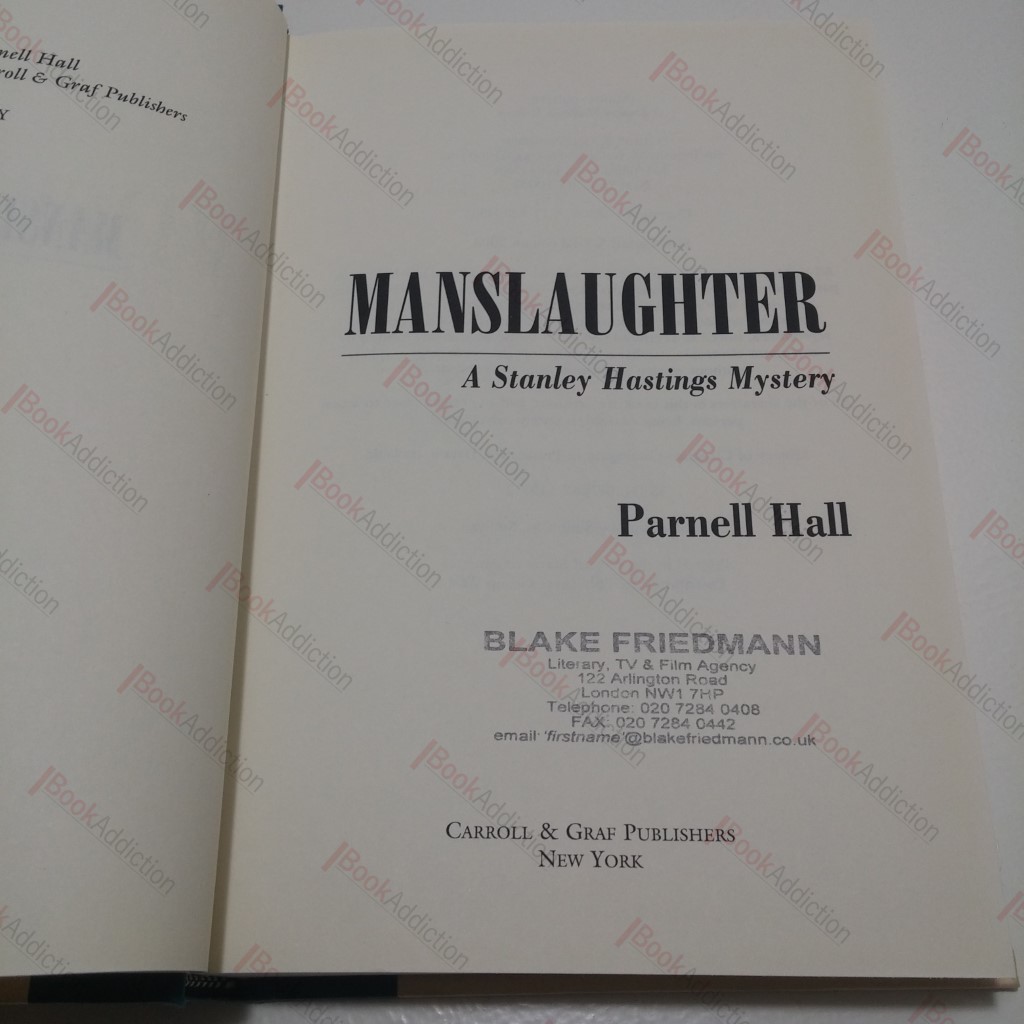 nell Hall
roll & Graf Publishers
Y
MANSLAUGHTER
A Stanley Hastings Mystery
Parnell Hall
BLAKE FRIEDMANN
Literary, TV & Film Agency
122 Arlington Road
London NW1 7HP
Telephone: 020 7284 0408
FAX: 020 7284 0442
email 'firstname'@blakefriedmann.co.uk
CARROLL & GRAF PUBLISHERS
NEW YORK
BookAddiction